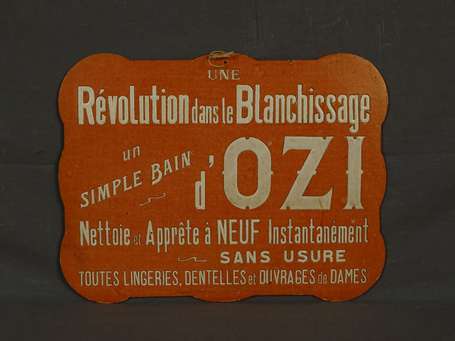 UNE
Révolution dans le Blanchissage
un
SIMPLE BAIN
d'OZI
Nettoie et Apprête à NEUF Instantanément
SANS USURE
TOUTES LINGERIES, DENTELLES et OUVRAGES de DAMES